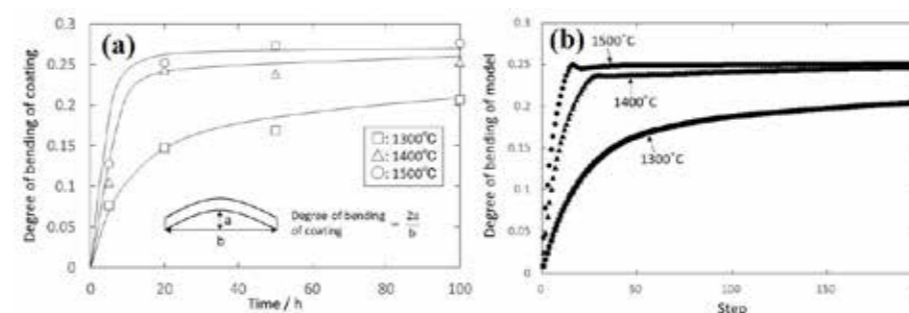 (a)
Degree of bending of coating
0.3
0.25
0.2
0.15
0.1
0.05
0
0
20
40
60
80
100
Time / h
□: 1300℃
△: 1400℃
○: 1500℃
a
b
Degree of bending
of coating
= 2a
b
(b)
Degree of bending of model
0.3
0.25
0.2
0.15
0.1
0.05
0
0
50
100
150
Step
1500℃
1400℃
1300℃